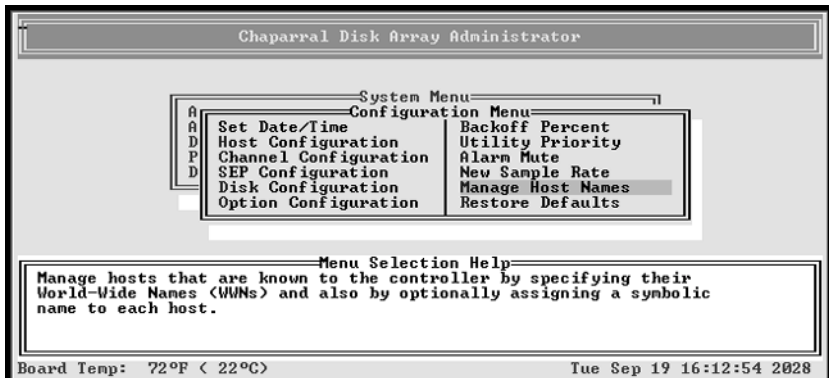 Chaparral Disk Array Administrator
System Menu
Configuration Menu
A
A Set Date/Time Backoff Percent
D Host Configuration Utility Priority
P Channel Configuration Alarm Mute
D SEP Configuration New Sample Rate
Disk Configuration Manage Host Names
Option Configuration Restore Defaults
Menu Selection Help
Manage hosts that are known to the controller by specifying their
World-Wide Names (WWNs) and also by optionally assigning a symbolic
name to each host.
Board Temp: 72°F ( 22°C) Tue Sep 19 16:12:54 2028